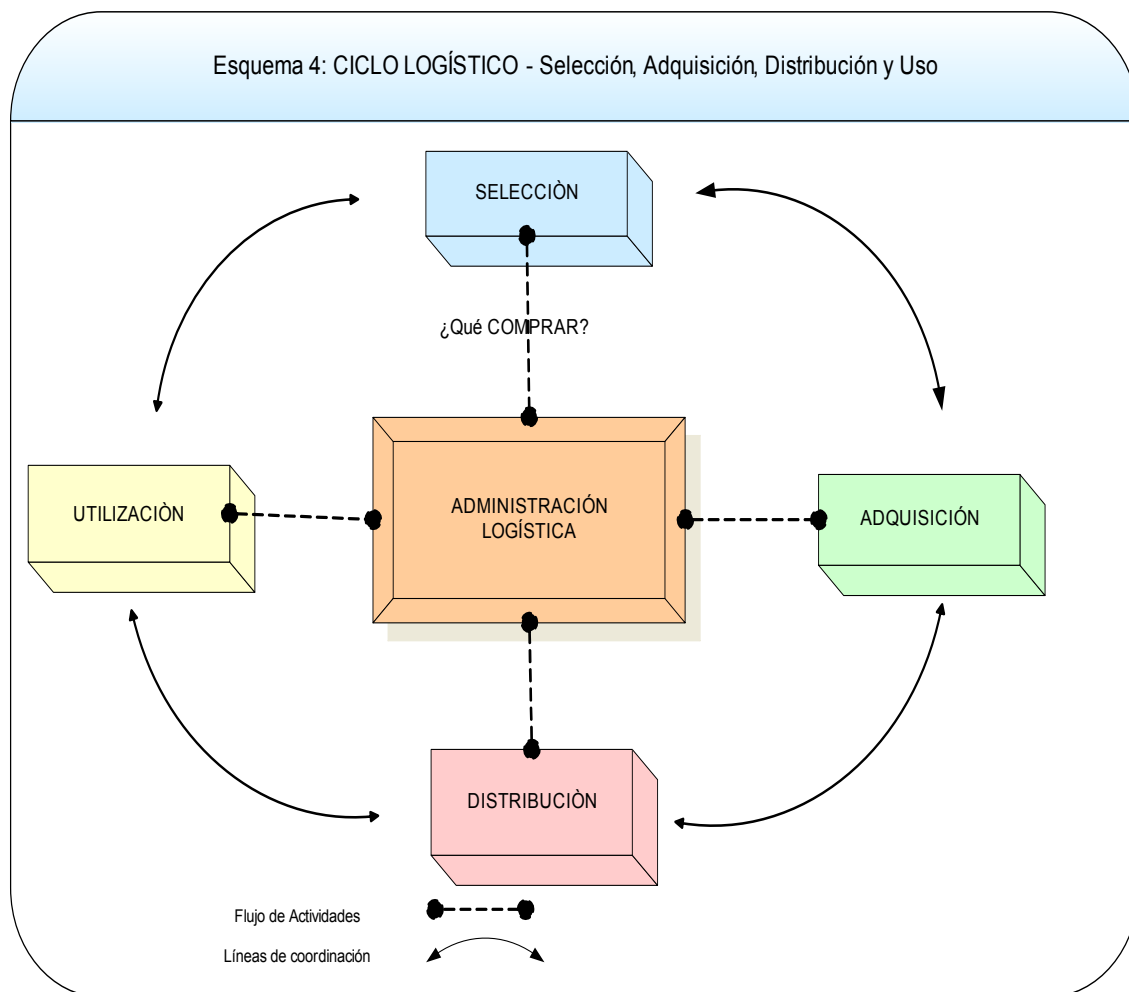 Esquema 4: CICLO LOGÍSTICO - Selección, Adquisición, Distribución y Uso
SELECCIÒN
¿Qué COMPRAR?
UTILIZACIÒN
ADMINISTRACIÓN
LOGÍSTICA
ADQUISICIÓN
DISTRIBUCIÒN
Flujo de Actividades
Líneas de coordinación